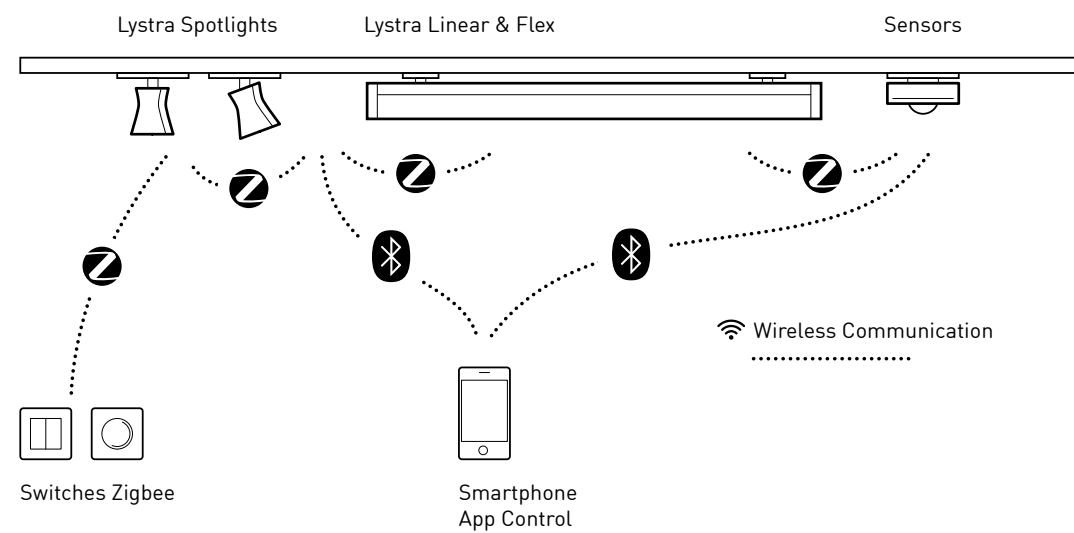 Lystra Spotlights
Lystra Linear & Flex
Sensors
Wireless Communication
Switches Zigbee
Smartphone
App Control